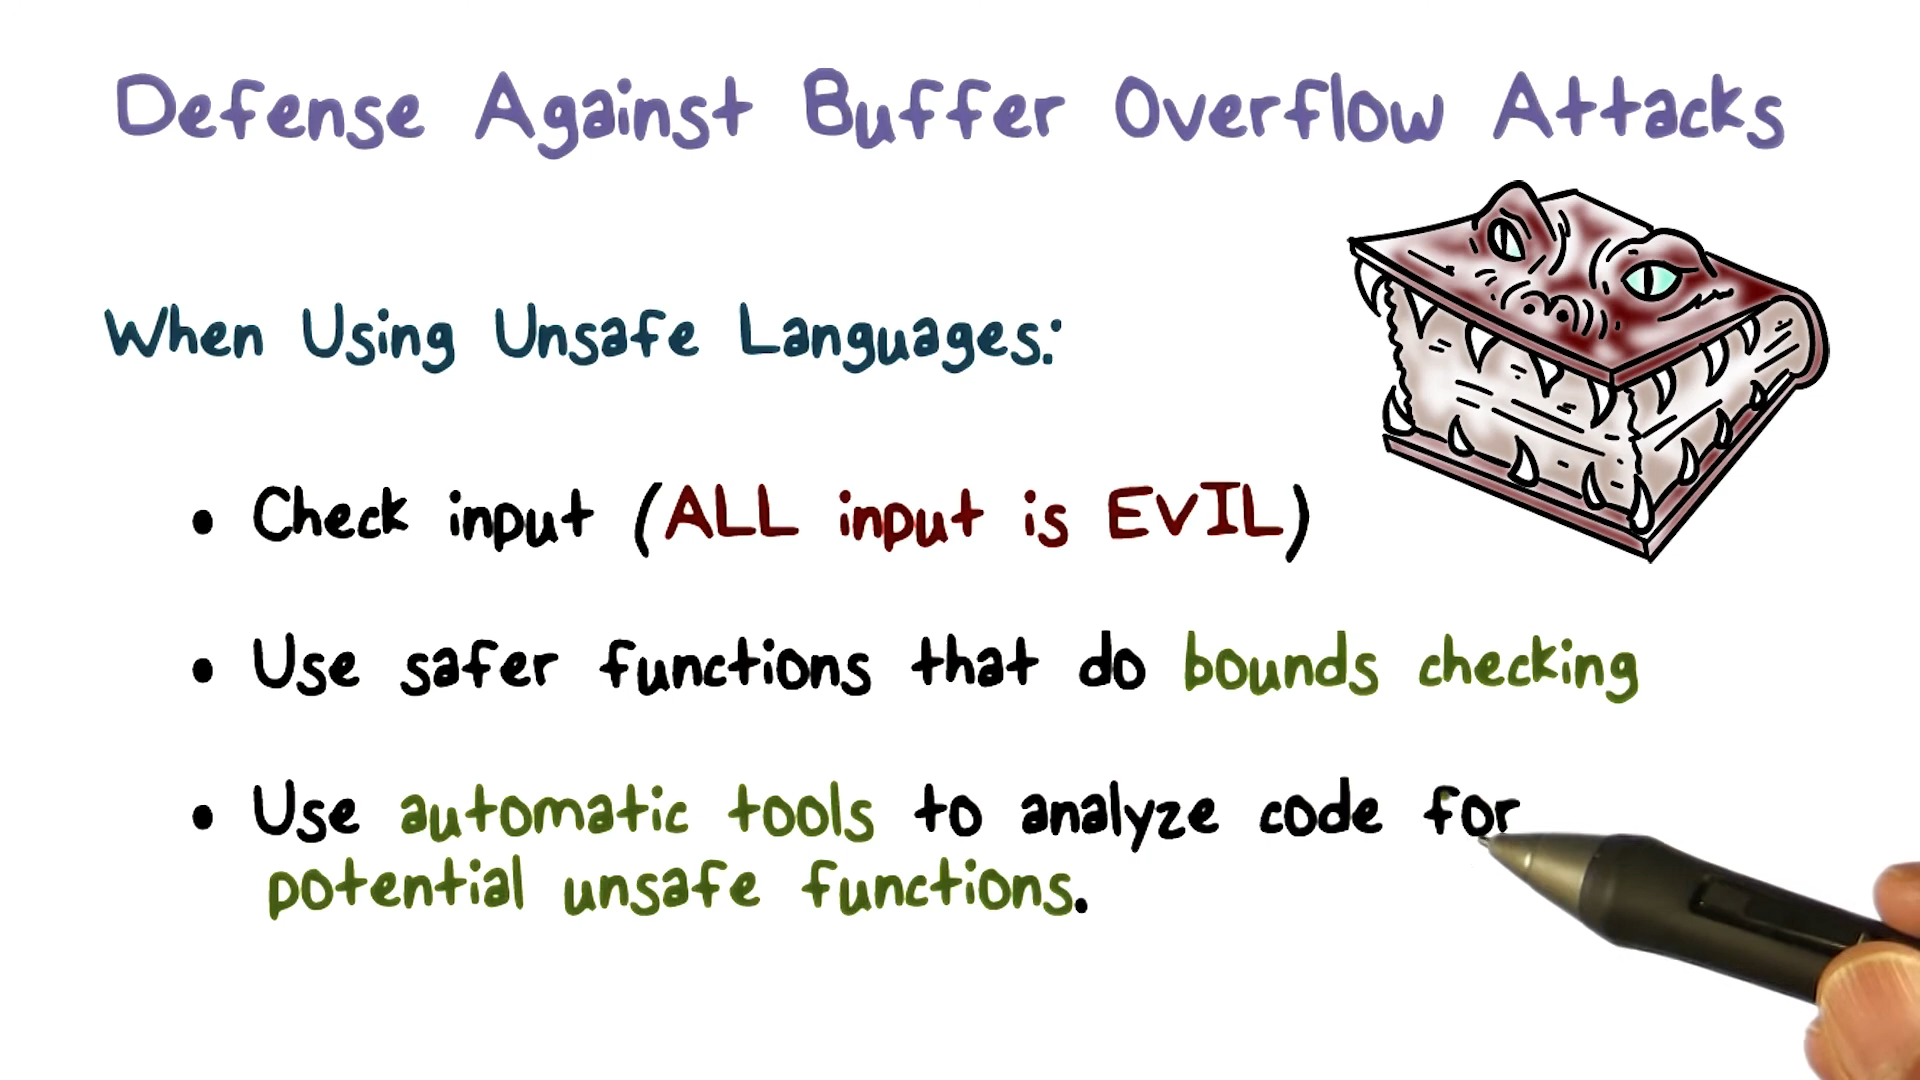 Defense Against Buffer Overflow Attacks
When Using Unsafe Languages:
• Check input (ALL input is EVIL)
• Use safer functions that do bounds checking
• Use automatic tools to analyze code for
potential unsafe functions.